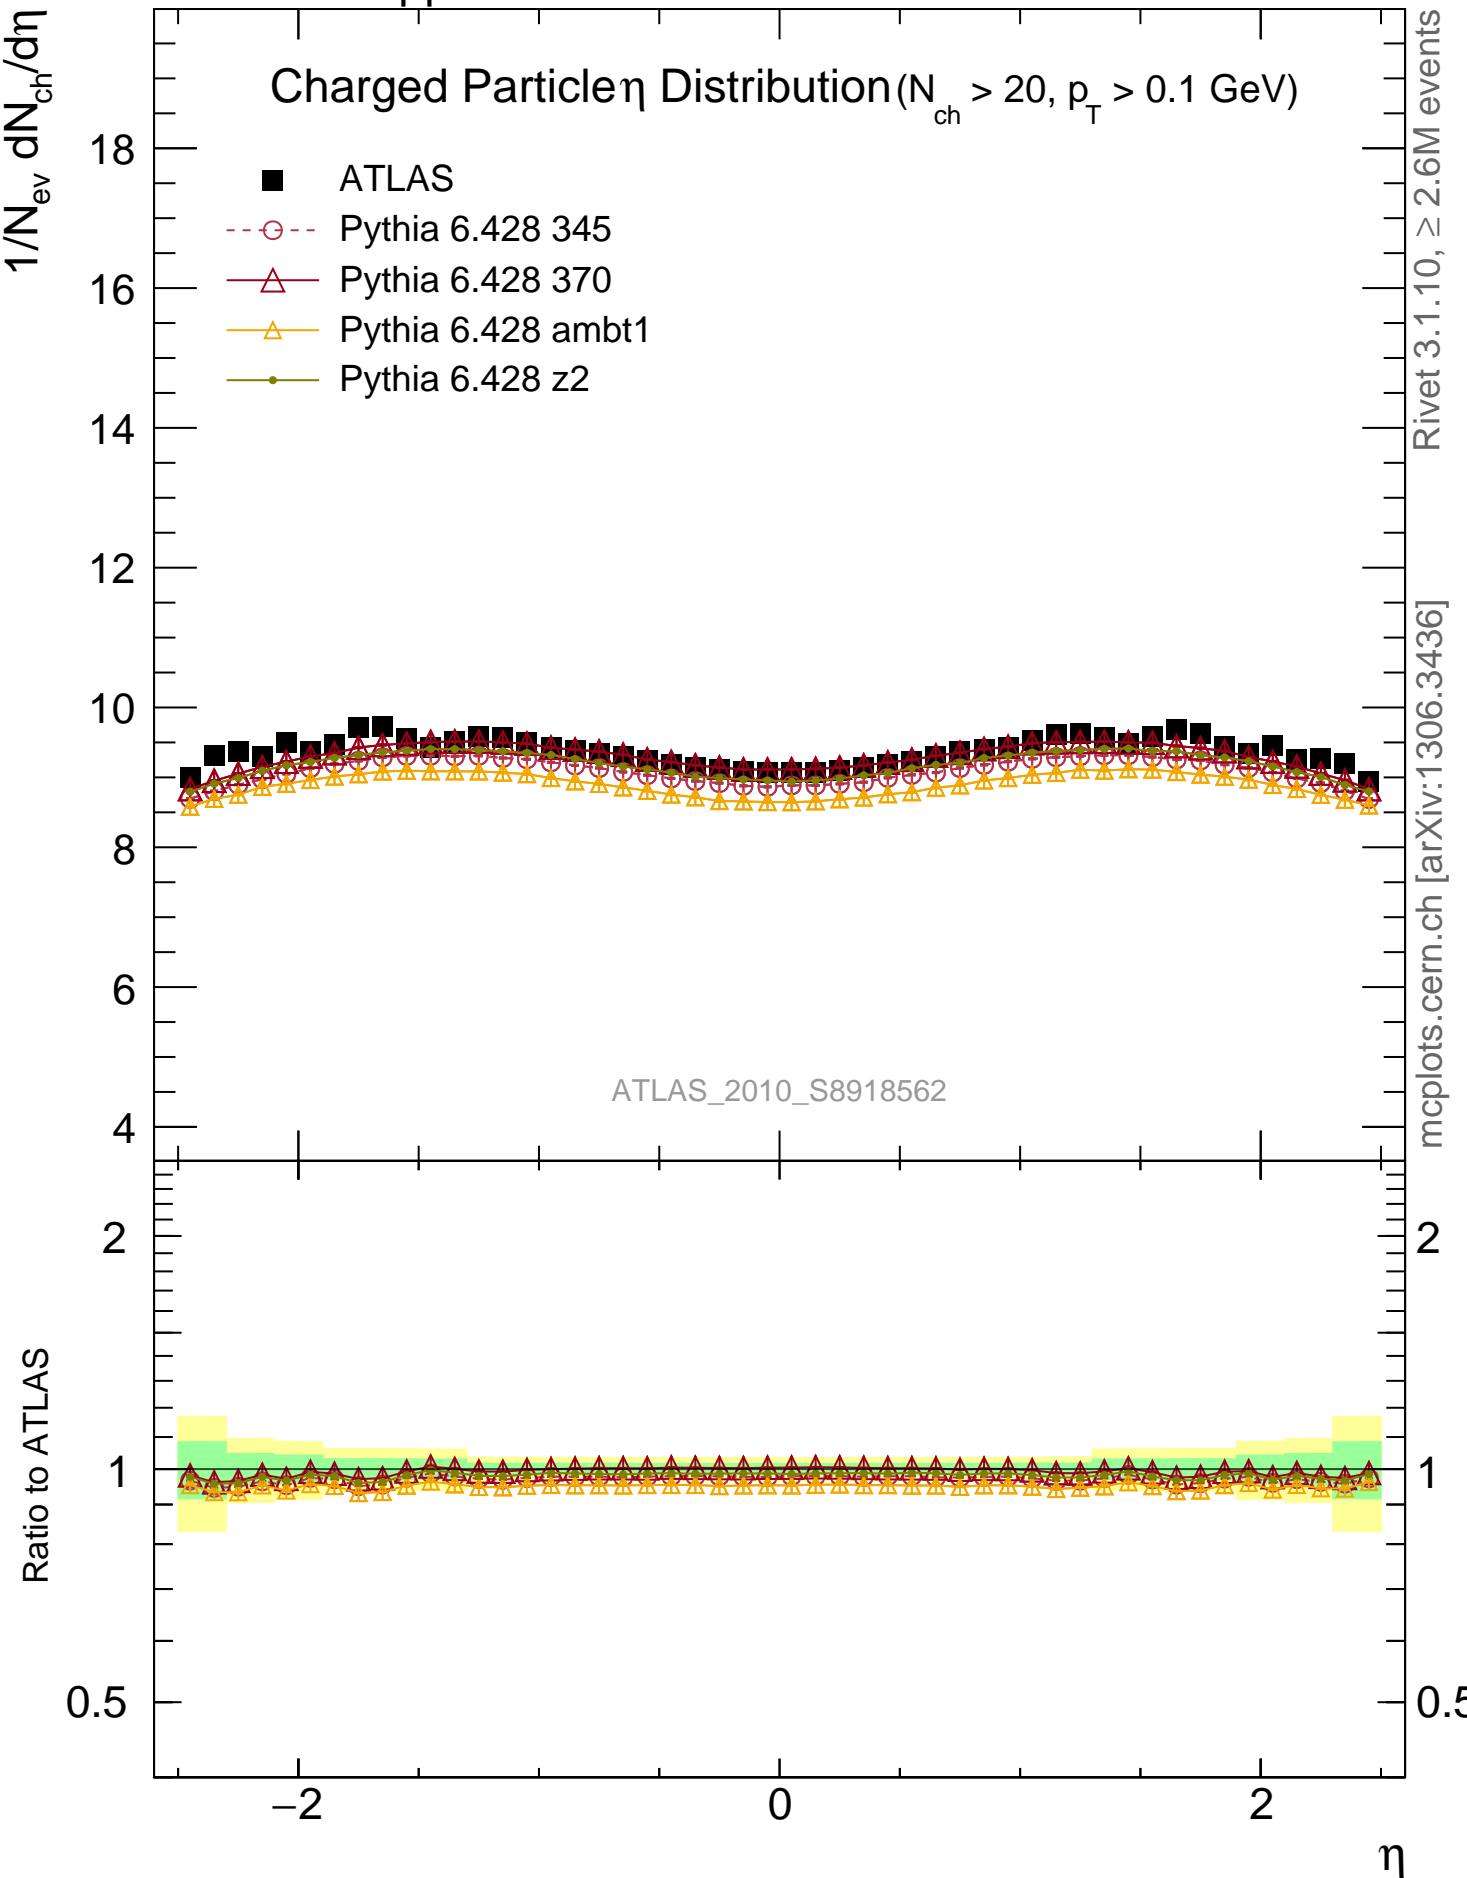 1/N_ev dN_ch/dη
Charged Particle η Distribution (N_ch > 20, p_T > 0.1 GeV)
ATLAS
Pythia 6.428 345
Pythia 6.428 370
Pythia 6.428 ambt1
Pythia 6.428 z2
18
16
14
12
10
8
6
4
ATLAS_2010_S8918562
Rivet 3.1.10, ≥ 2.6M events
mcplots.cern.ch [arXiv:1306.3436]
Ratio to ATLAS
2
1
0.5
2
1
0.5
−2
0
2
η